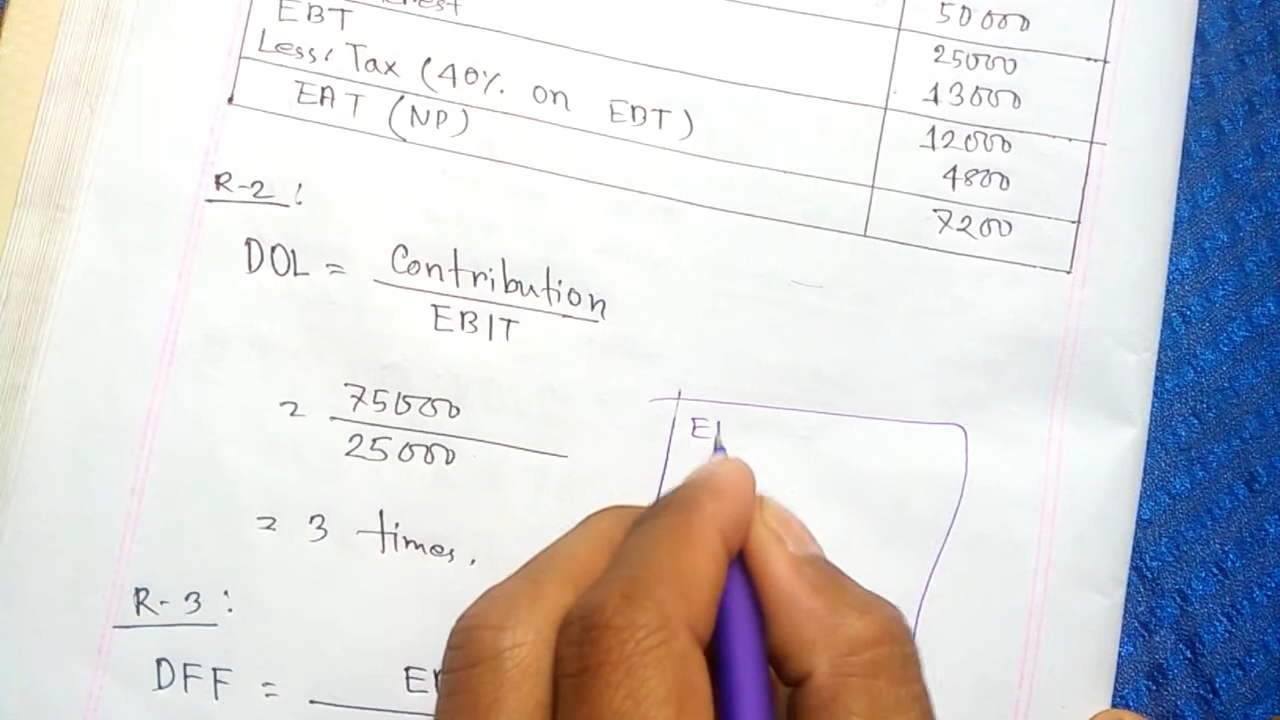 50000
EBT 25000
Less: Tax (40% on EBT) 13000
EAT (NP) 12000
4800
7200
R-2:
DOL = Contribution
EBIT
= 75000
25000
= 3 times.
R-3:
DFF =